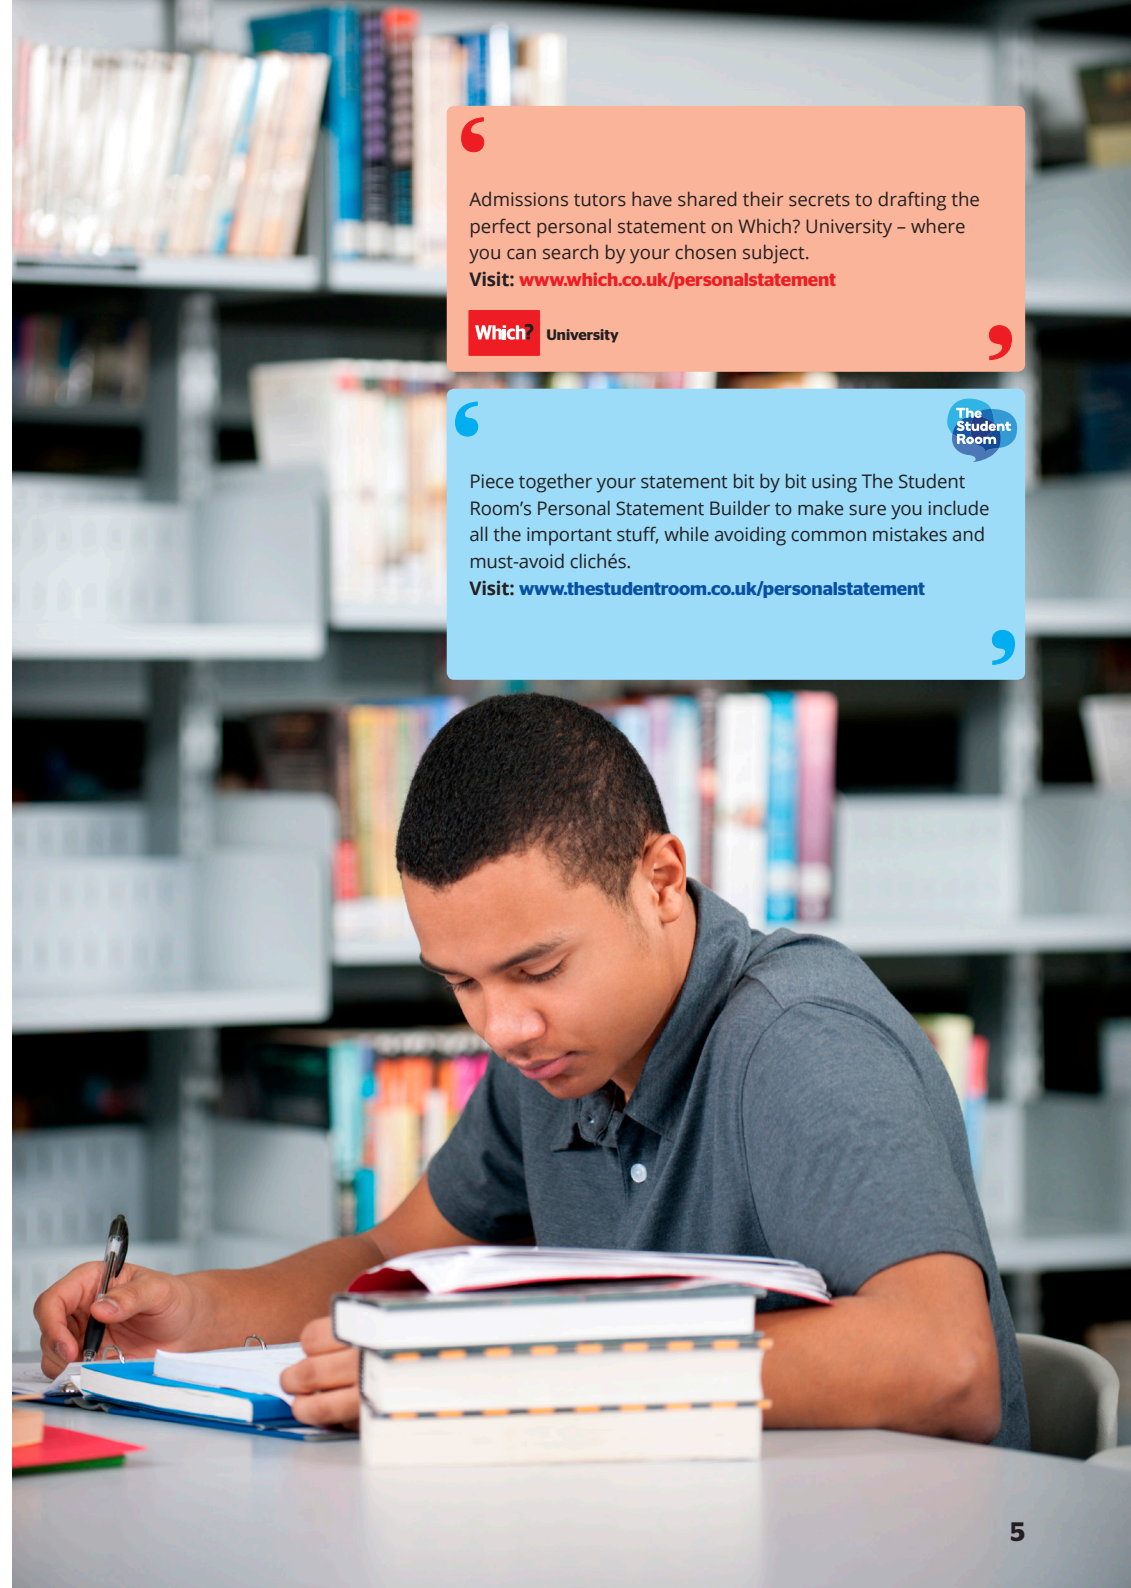 ‘
Admissions tutors have shared their secrets to drafting the
perfect personal statement on Which? University – where
you can search by your chosen subject.
Visit: www.which.co.uk/personalstatement
Which? University
’
‘
The
Student
Room
Piece together your statement bit by bit using The Student
Room’s Personal Statement Builder to make sure you include
all the important stuff, while avoiding common mistakes and
must-avoid clichés.
Visit: www.thestudentroom.co.uk/personalstatement
’
5